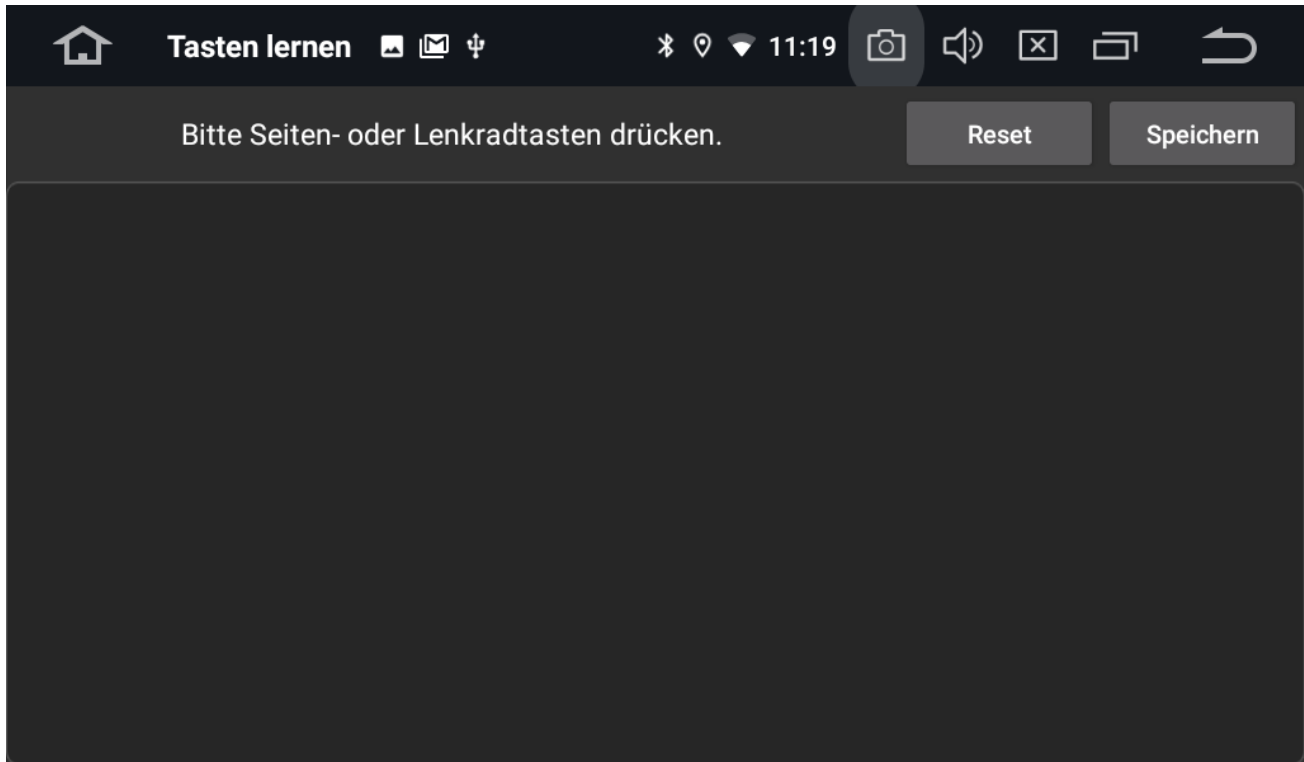 Tasten lernen 11:19
Bitte Seiten- oder Lenkradtasten drücken. Reset Speichern